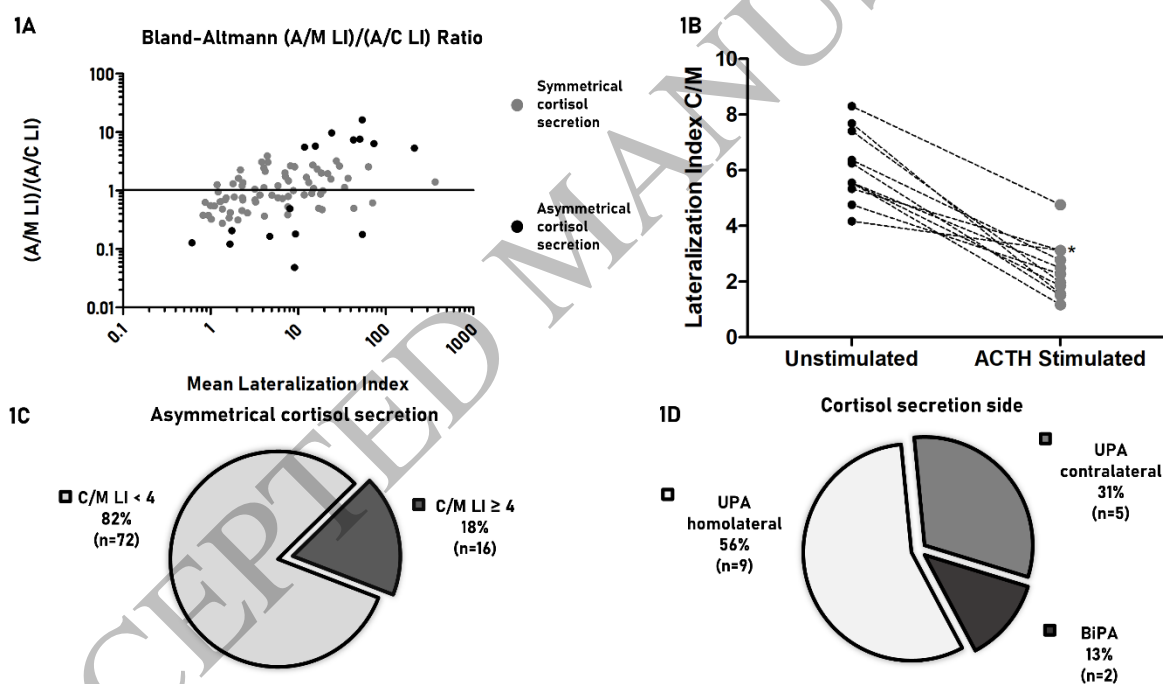 1A
Bland-Altmann (A/M LI)/(A/C LI) Ratio
(A/M LI)/(A/C LI)
100
10
1
0.1
0.01
0.1
1
10
100
1000
Mean Lateralization Index
Symmetrical
cortisol
secretion
Asymmetrical
cortisol
secretion
1B
Lateralization Index C/M
10
8
6
4
2
0
*
Unstimulated
ACTH Stimulated
1C
Asymmetrical cortisol secretion
C/M LI < 4
82%
(n=72)
C/M LI ≥ 4
18%
(n=16)
1D
Cortisol secretion side
UPA
homolateral
56%
(n=9)
UPA
contralateral
31%
(n=5)
BiPA
13%
(n=2)
CEPTED MANU